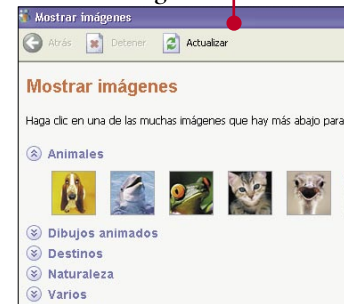 Mostrar imágenes
Atrás Detener Actualizar
Mostrar imágenes
Haga clic en una de las muchas imágenes que hay más abajo para
Animales
Dibujos animados
Destinos
Naturaleza
Varios